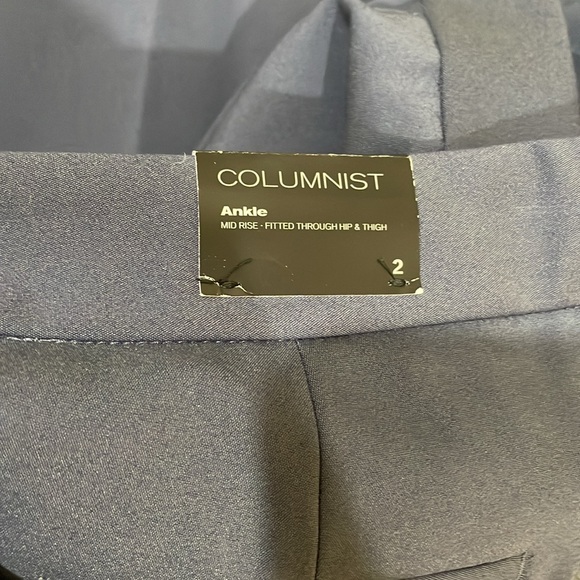 COLUMNIST
Ankle
MID RISE · FITTED THROUGH HIP & THIGH
2